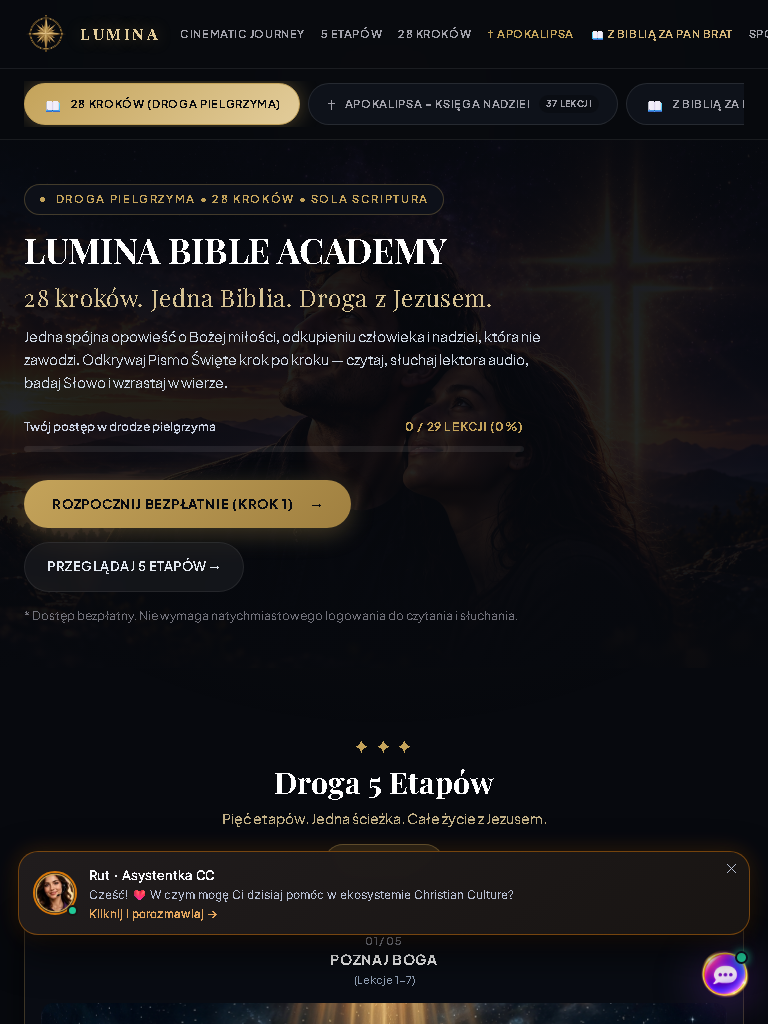 LUMINA
CINEMATIC JOURNEY
5 ETAPÓW
28 KROKÓW
† APOKALIPSA
📖 Z BIBLIĄ ZA PAN BRAT
📖 28 KROKÓW (DROGA PIELGRZYMA)
† APOKALIPSA – KSIĘGA NADZIEI 37 LEKCJI
📖 Z BIBLIĄ ZA
• DROGA PIELGRZYMA • 28 KROKÓW • SOLA SCRIPTURA
LUMINA BIBLE ACADEMY
28 kroków. Jedna Biblia. Droga z Jezusem.
Jedna spójna opowieść o Bożej miłości, odkupieniu człowieka i nadziei, która nie
zawodzi. Odkrywaj Pismo Święte krok po kroku — czytaj, słuchaj lektora audio,
badaj Słowo i wzrastaj w wierze.
Twój postęp w drodze pielgrzyma
0 / 29 LEKCJI (0%)
ROZPOCZNIJ BEZPŁATNIE (KROK 1) →
PRZEGLĄDAJ 5 ETAPÓW →
* Dostęp bezpłatny. Nie wymaga natychmiastowego logowania do czytania i słuchania.
✦ ✦ ✦
Droga 5 Etapów
Pięć etapów. Jedna ścieżka. Całe życie z Jezusem.
Rut · Asystentka CC
Cześć! ❤️ W czym mogę Ci dzisiaj pomóc w ekosystemie Christian Culture?
Kliknij i porozmawiaj →
01/05
POZNAJ BOGA
(Lekcje 1–7)